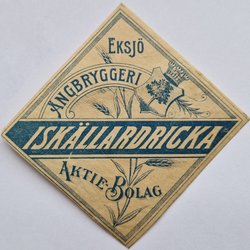 EKSJÖ
ÅNGBRYGGERI
ISKÄLLARDRICKA
AKTIE-BOLAG